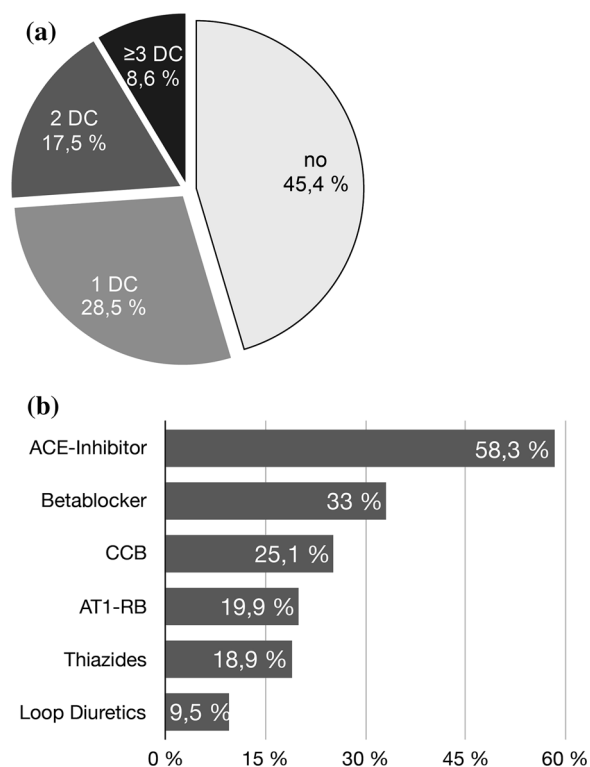 (a)
≥3 DC
8,6 %
2 DC
17,5 %
no
45,4 %
1 DC
28,5 %
(b)
ACE-Inhibitor
58,3 %
Betablocker
33 %
CCB
25,1 %
AT1-RB
19,9 %
Thiazides
18,9 %
Loop Diuretics
9,5 %
0 %
15 %
30 %
45 %
60 %